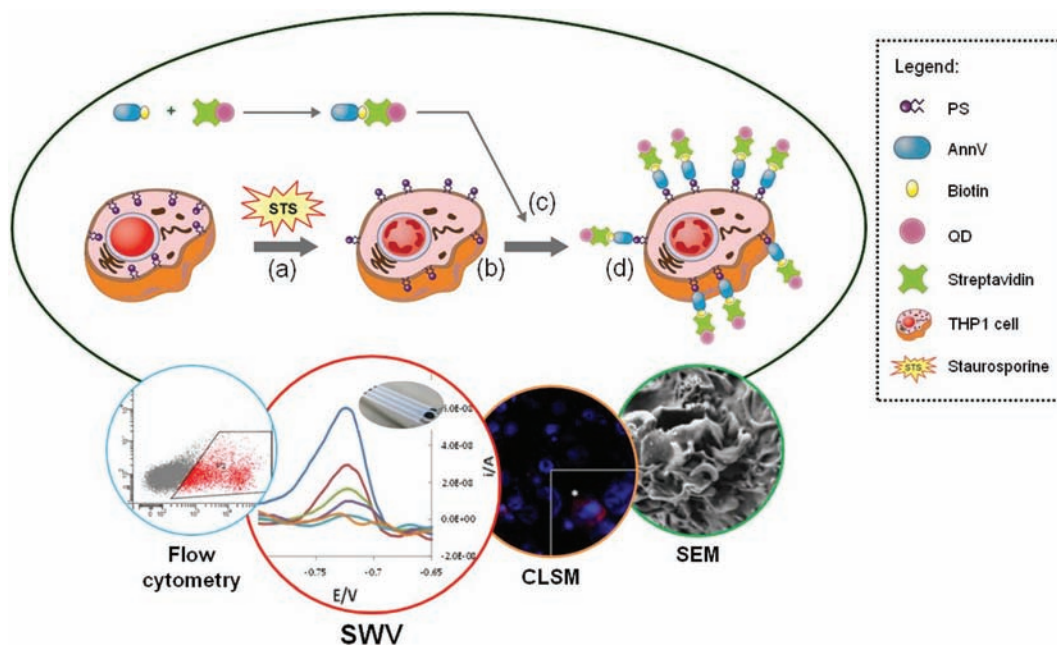 Legend:
PS
AnnV
Biotin
QD
Streptavidin
THP1 cell
STS
Staurosporine
+
STS
(a)
(b)
(c)
(d)
Flow
cytometry
4.0E-08
2.0E-08
0.0E+00
-2.0E-08
i/A
-0.75
-0.7
-0.65
E/V
SWV
CLSM
SEM